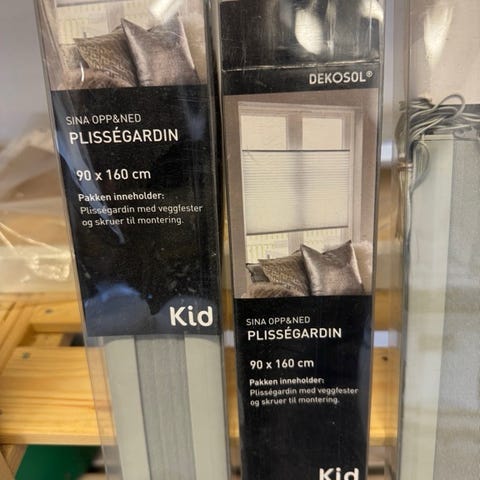 SINA OPP&NED
PLISSÉGARDIN
90 x 160 cm
Pakken inneholder:
Plisségardin med veggfester
og skruer til montering.
Kid
DEKOSOL®
SINA OPP&NED
PLISSÉGARDIN
90 x 160 cm
Pakken inneholder:
Plisségardin med veggfester
og skruer til montering.
Kid